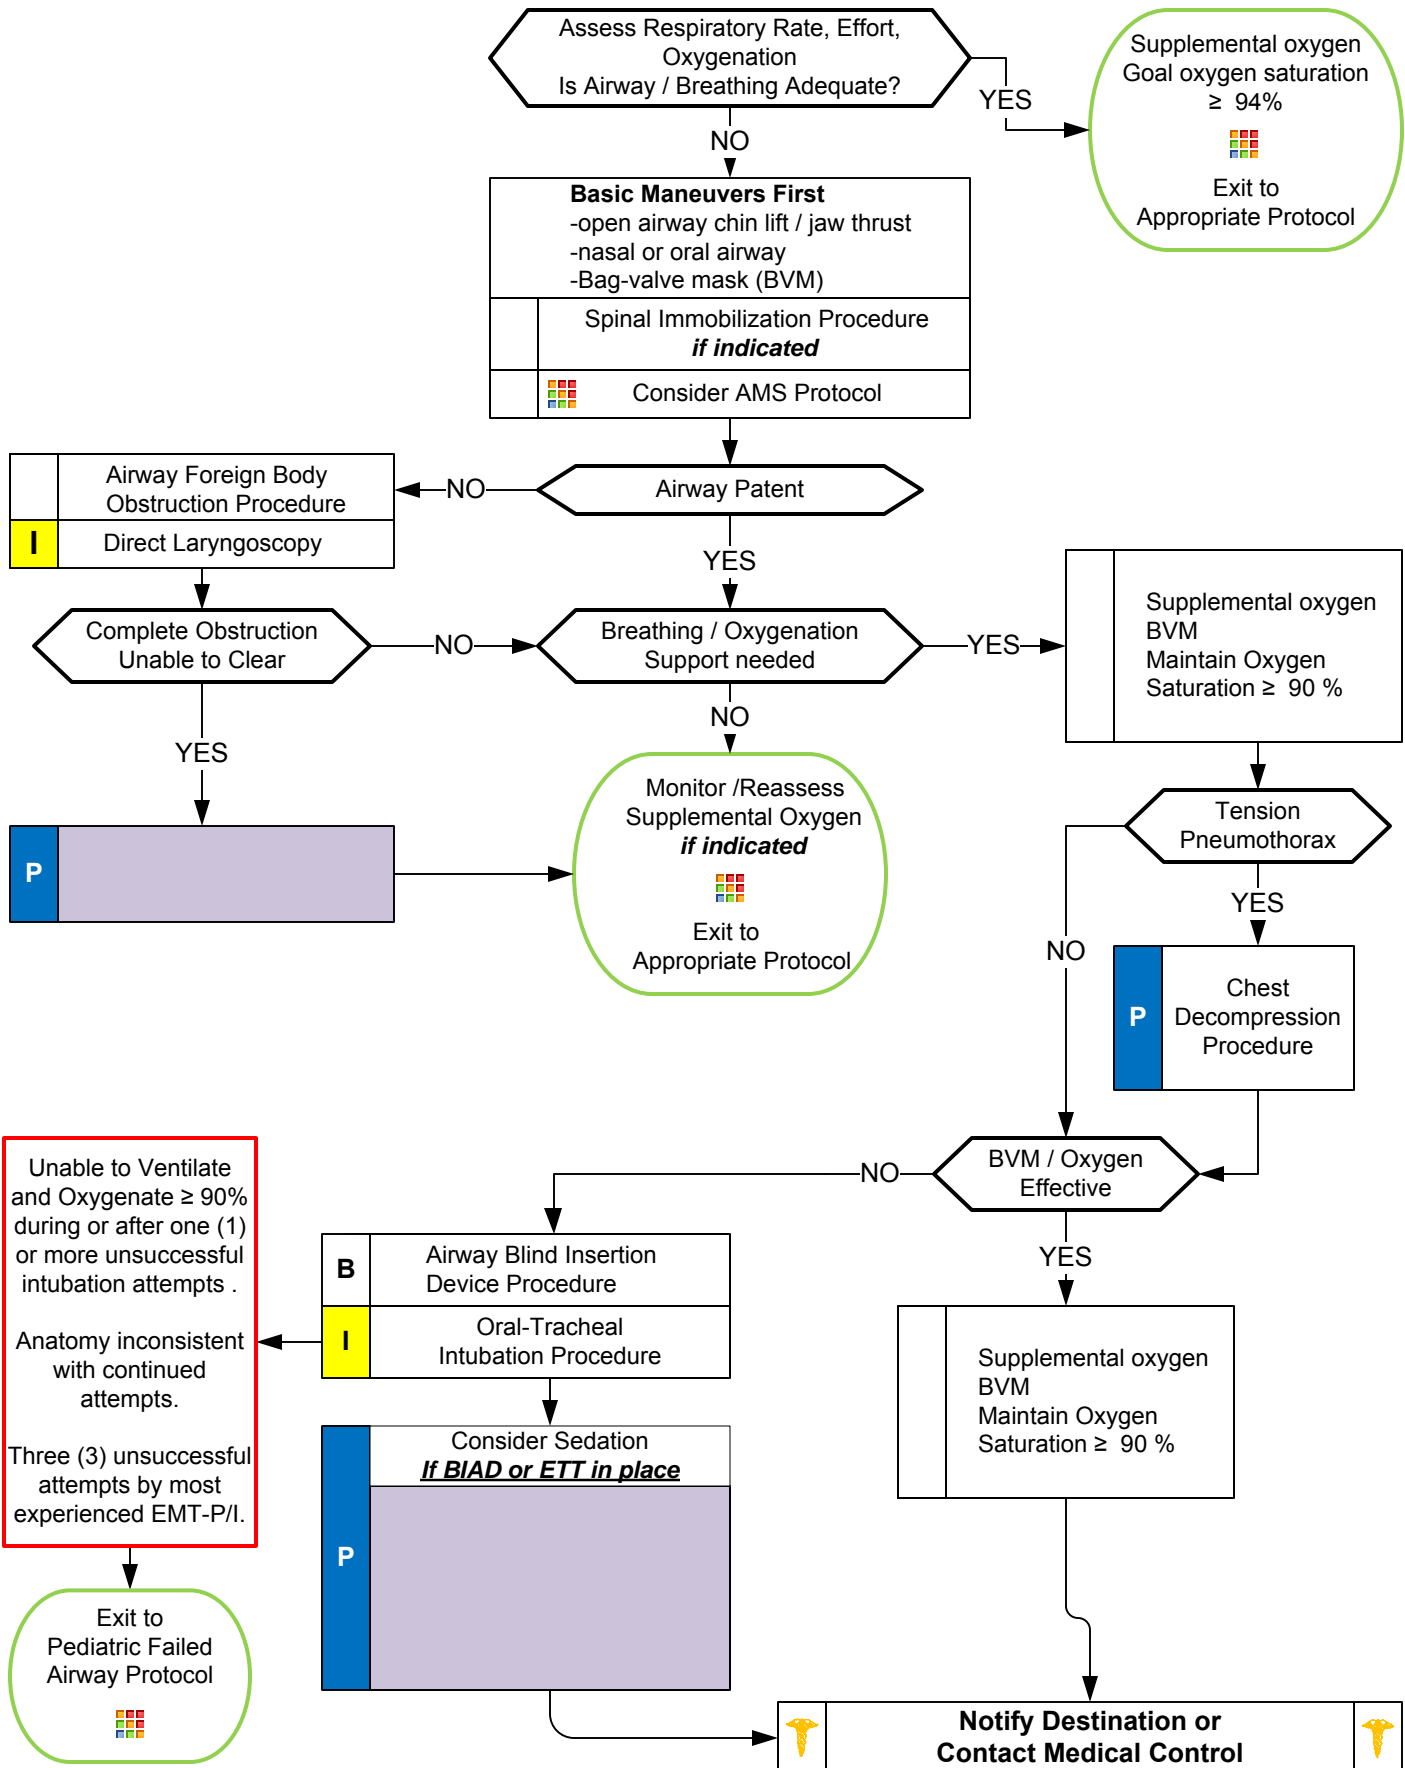 Assess Respiratory Rate, Effort,
Oxygenation
Is Airway / Breathing Adequate?
YES
Supplemental oxygen
Goal oxygen saturation
≥ 94%
Exit to
Appropriate Protocol
NO
Basic Maneuvers First
-open airway chin lift / jaw thrust
-nasal or oral airway
-Bag-valve mask (BVM)
Spinal Immobilization Procedure
if indicated
Consider AMS Protocol
Airway Patent
NO
Airway Foreign Body
Obstruction Procedure
I
Direct Laryngoscopy
YES
Complete Obstruction
Unable to Clear
NO
Breathing / Oxygenation
Support needed
YES
Supplemental oxygen
BVM
Maintain Oxygen
Saturation ≥ 90 %
YES
P
NO
Monitor /Reassess
Supplemental Oxygen
if indicated
Exit to
Appropriate Protocol
Tension
Pneumothorax
YES
NO
P
Chest
Decompression
Procedure
BVM / Oxygen
Effective
NO
YES
B
Airway Blind Insertion
Device Procedure
I
Oral-Tracheal
Intubation Procedure
Unable to Ventilate
and Oxygenate ≥ 90%
during or after one (1)
or more unsuccessful
intubation attempts .
Anatomy inconsistent
with continued
attempts.
Three (3) unsuccessful
attempts by most
experienced EMT-P/I.
Exit to
Pediatric Failed
Airway Protocol
P
Consider Sedation
If BIAD or ETT in place
Supplemental oxygen
BVM
Maintain Oxygen
Saturation ≥ 90 %
Notify Destination or
Contact Medical Control